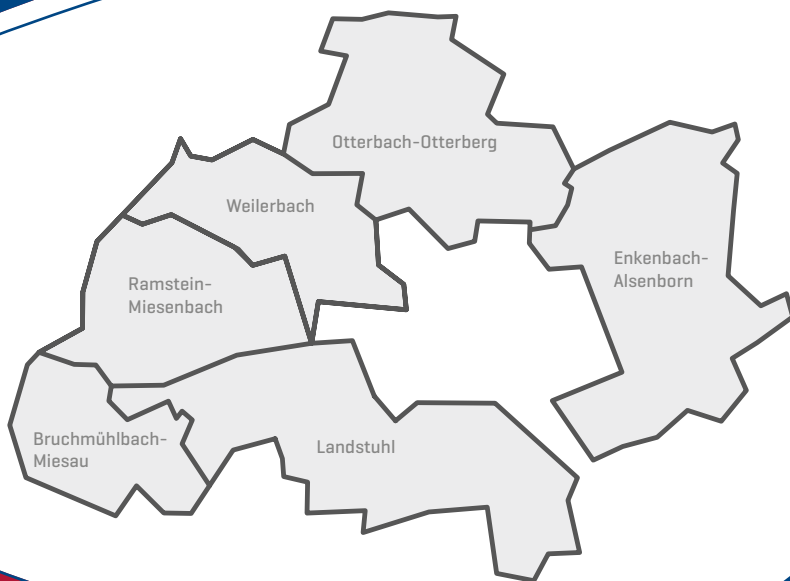 Otterbach-Otterberg
Weilerbach
Enkenbach-
Alsenborn
Ramstein-
Miesenbach
Bruchmühlbach-
Miesau
Landstuhl